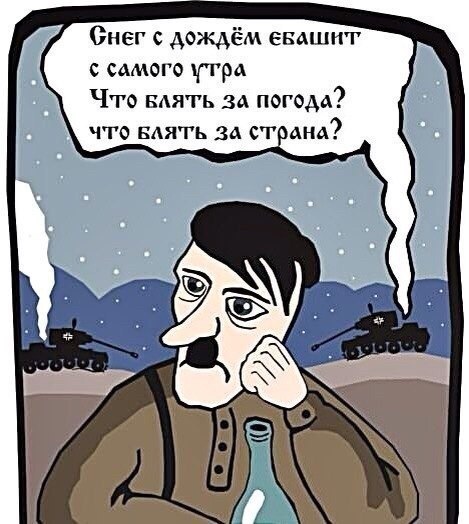 Снег с дождём ебашит
с самого утра
Что блять за погода?
что блять за страна?